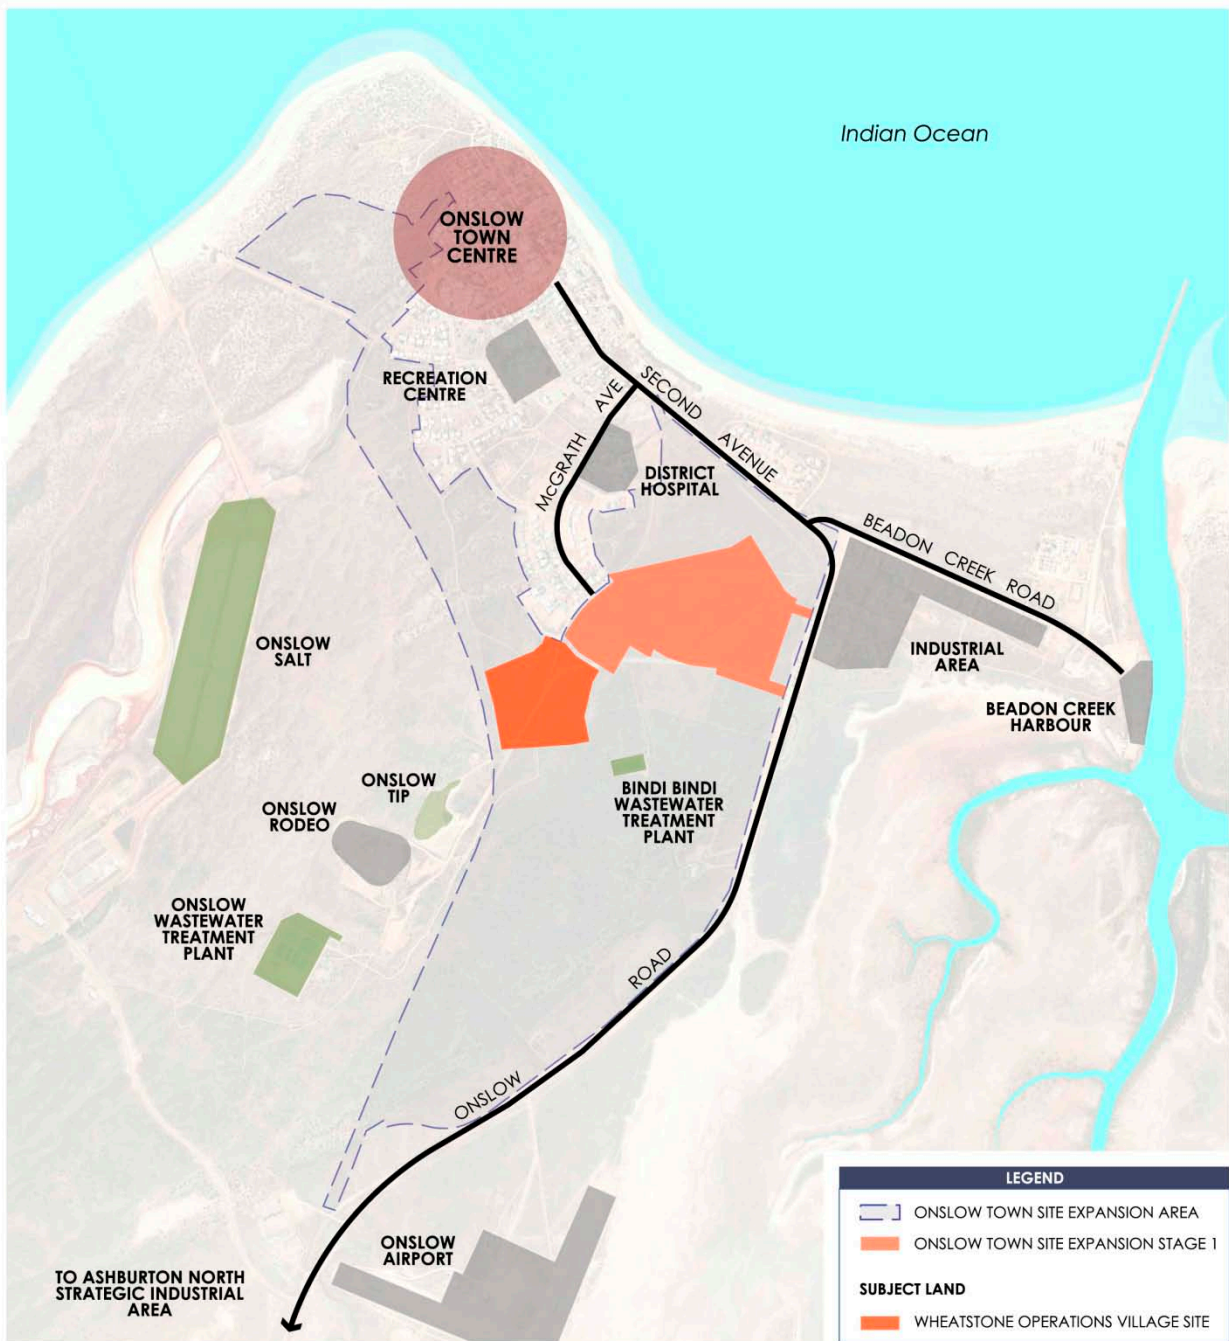 Indian Ocean
ONSLOW
TOWN
CENTRE
RECREATION
CENTRE
McGRATH AVE
SECOND AVENUE
DISTRICT
HOSPITAL
BEADON CREEK ROAD
ONSLOW
SALT
INDUSTRIAL
AREA
BEADON CREEK
HARBOUR
ONSLOW
TIP
ONSLOW
RODEO
BINDI BINDI
WASTEWATER
TREATMENT
PLANT
ONSLOW
WASTEWATER
TREATMENT
PLANT
ONSLOW ROAD
ONSLOW
AIRPORT
TO ASHBURTON NORTH
STRATEGIC INDUSTRIAL
AREA
LEGEND
ONSLOW TOWN SITE EXPANSION AREA
ONSLOW TOWN SITE EXPANSION STAGE 1
SUBJECT LAND
WHEATSTONE OPERATIONS VILLAGE SITE